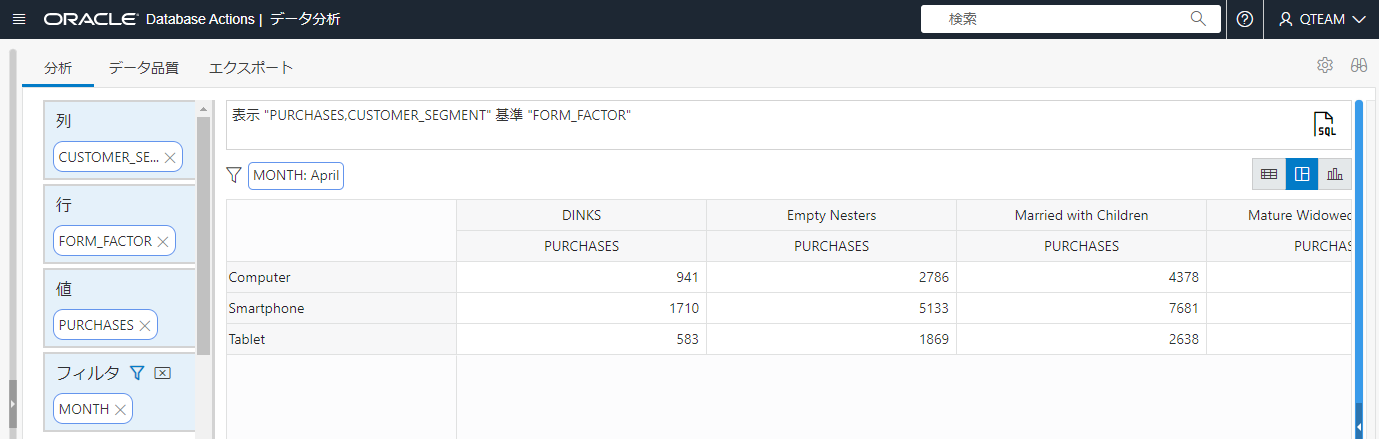 ORACLE Database Actions | データ分析
検索
QTEAM
分析 データ品質 エクスポート
列
CUSTOMER_SE...
行
FORM_FACTOR
値
PURCHASES
フィルタ
MONTH
表示 "PURCHASES,CUSTOMER_SEGMENT" 基準 "FORM_FACTOR"
SQL
MONTH: April
DINKS Empty Nesters Married with Children Mature Widowed
PURCHASES PURCHASES PURCHASES PURCHAS
Computer 941 2786 4378
Smartphone 1710 5133 7681
Tablet 583 1869 2638